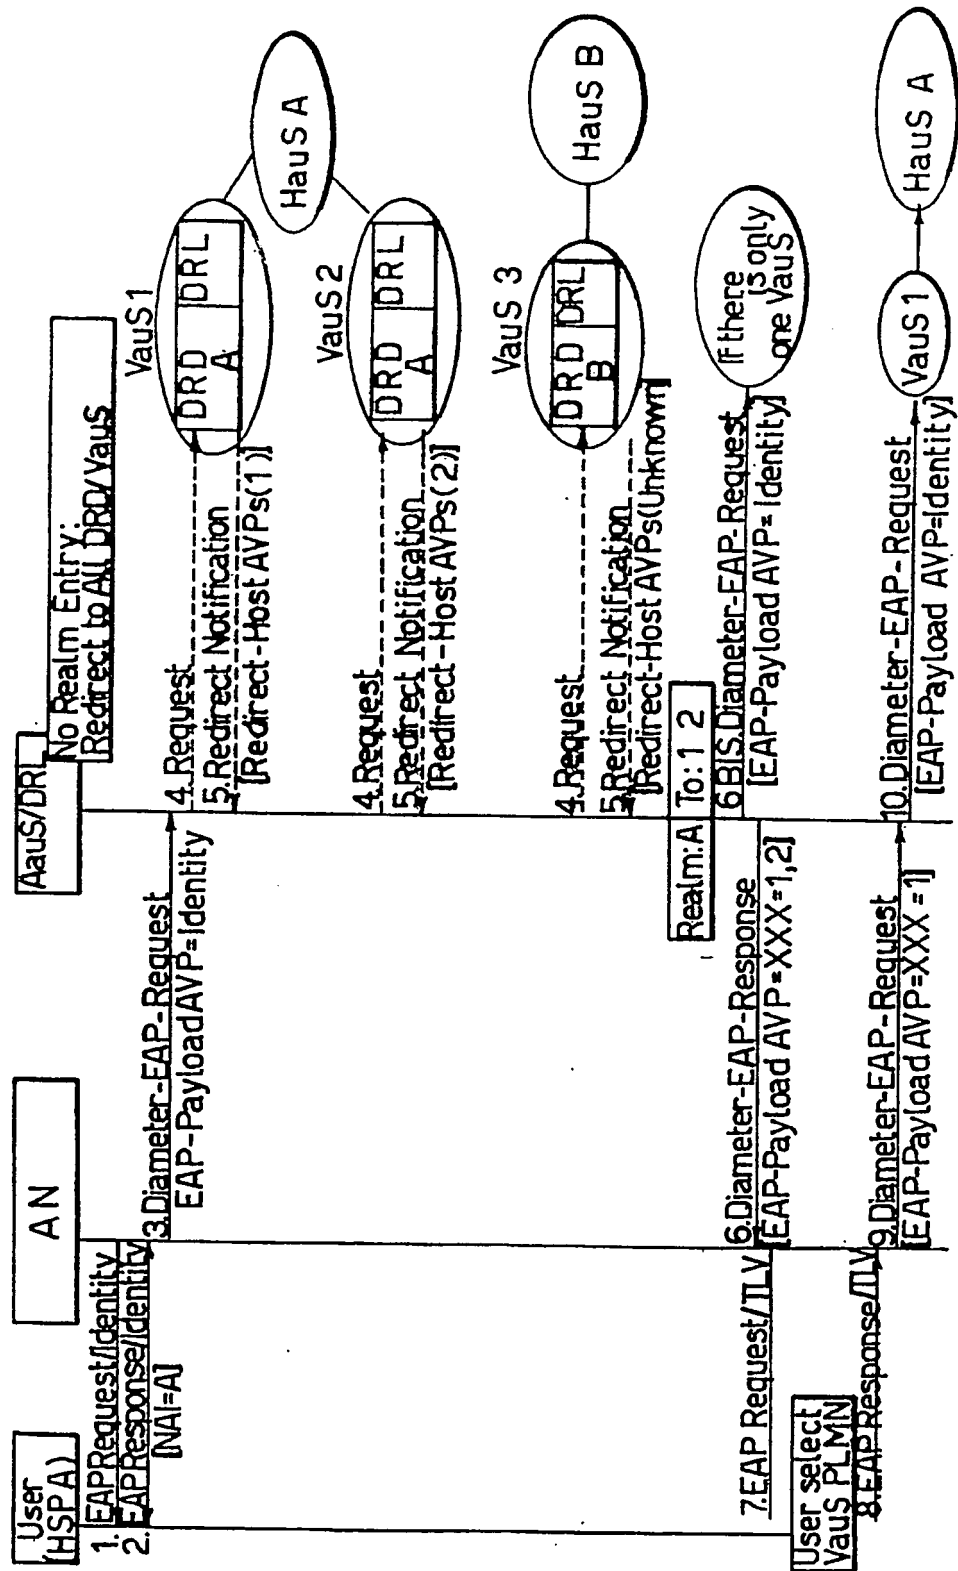 User
(HSPA)
AN
AauS/DRL
No Realm Entry:
Redirect to All DRD/VauS
1. EAPRequest/Identity
2. EAPResponse/Identity
[NAI=A]
3.Diameter-EAP-Request
EAP-PayloadAVP=Identity
VauS1
DRD
A
DRL
HausS A
4.Request
5.Redirect Notification
[Redirect-Host AVPs(1)]
VauS2
DRD
A
DRL
4.Request
5.Redirect Notification
[Redirect-Host AVPs(2)]
VauS 3
DRD
B
DRL
HauS B
4.Request
5.Redirect Notification
[Redirect-Host AVPs(Unknown)]
Realm:A
To:1 2
6.Diameter-EAP-Response
[EAP-Payload AVP=XXX=1,2]
6BIS.Diameter-EAP-Request
[EAP-Payload AVP=Identity]
If there
is only
one VauS
7.EAP Request/TLV
User select
VauS PLMN
8.EAP Response/TLV
9.Diameter-EAP-Request
[EAP-Payload AVP=XXX=1]
10.Diameter-EAP-Request
[EAP-Payload AVP=Identity]
VauS1
HauS A